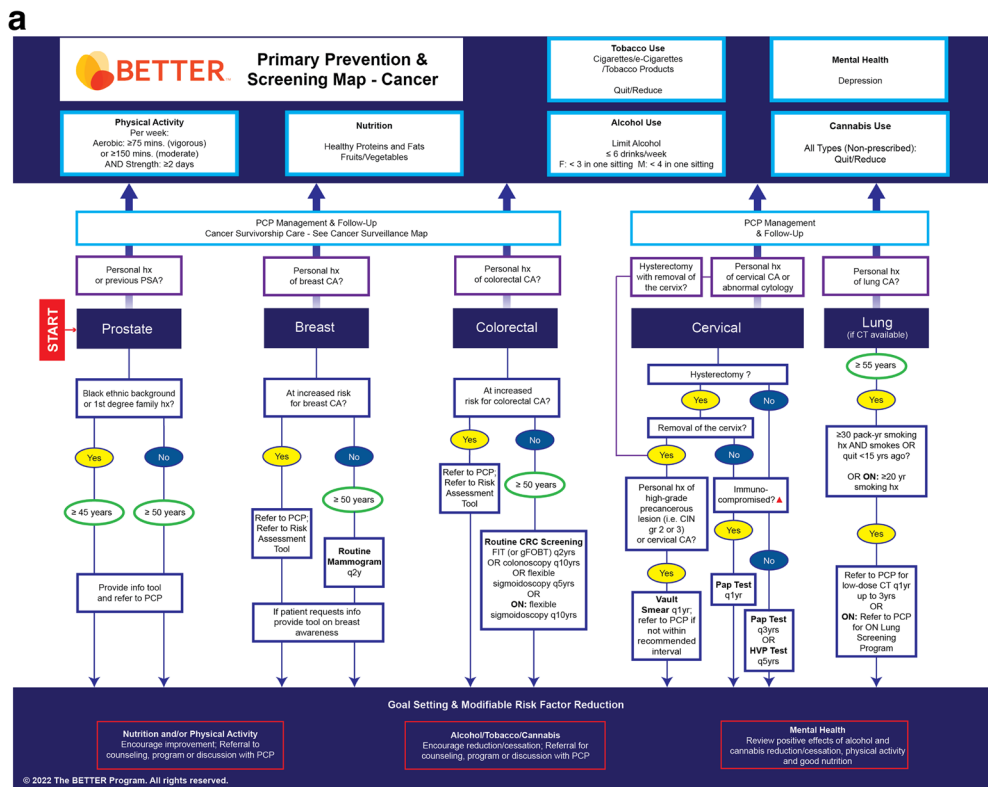 a
BETTER™
Primary Prevention &
Screening Map - Cancer
Tobacco Use
Cigarettes/e-Cigarettes
/Tobacco Products
Quit/Reduce
Mental Health
Depression
Physical Activity
Per week:
Aerobic: ≥75 mins. (vigorous)
or ≥150 mins. (moderate)
AND Strength: ≥2 days
Nutrition
Healthy Proteins and Fats
Fruits/Vegetables
Alcohol Use
Limit Alcohol
≤ 6 drinks/week
F: < 3 in one sitting M: < 4 in one sitting
Cannabis Use
All Types (Non-prescribed):
Quit/Reduce
PCP Management & Follow-Up
Cancer Survivorship Care - See Cancer Surveillance Map
PCP Management
& Follow-Up
Personal hx
or previous PSA?
Personal hx
of breast CA?
Personal hx
of colorectal CA?
Hysterectomy
with removal of
the cervix?
Personal hx
of cervical CA or
abnormal cytology
Personal hx
of lung CA?
START
Prostate
Breast
Colorectal
Cervical
Lung
(if CT available)
Black ethnic background
or 1st degree family hx?
Yes
No
≥ 45 years
≥ 50 years
Provide info tool
and refer to PCP
At increased risk
for breast CA?
Yes
No
≥ 50 years
Refer to PCP;
Refer to Risk
Assessment
Tool
Routine
Mammogram
q2y
If patient requests info
provide tool on breast
awareness
At increased
risk for colorectal CA?
Yes
No
Refer to PCP;
Refer to Risk
Assessment
Tool
≥ 50 years
Routine CRC Screening
FIT (or gFOBT) q2yrs
OR colonoscopy q10yrs
OR flexible
sigmoidoscopy q5yrs
OR
ON: flexible
sigmoidoscopy q10yrs
Hysterectomy ?
Yes
No
Removal of the cervix?
Yes
No
Personal hx of
high-grade
precancerous
lesion (i.e. CIN
gr 2 or 3)
or cervical CA?
Immuno-
compromised?▲
Yes
No
Yes
Vault
Smear q1yr;
refer to PCP if
not within
recommended
interval
Pap Test
q1yr
Pap Test
q3yrs
OR
HVP Test
q5yrs
≥ 55 years
Yes
≥30 pack-yr smoking
hx AND smokes OR
quit <15 yrs ago?
OR ON: ≥20 yr
smoking hx
Yes
Refer to PCP for
low-dose CT q1yr
up to 3yrs
OR
ON: Refer to PCP
for ON Lung
Screening
Program
Goal Setting & Modifiable Risk Factor Reduction
Nutrition and/or Physical Activity
Encourage improvement; Referral to
counseling, program or discussion with PCP
Alcohol/Tobacco/Cannabis
Encourage reduction/cessation; Referral for
counseling, program or discussion with PCP
Mental Health
Review positive effects of alcohol and
cannabis reduction/cessation, physical activity
and good nutrition
© 2022 The BETTER Program. All rights reserved.